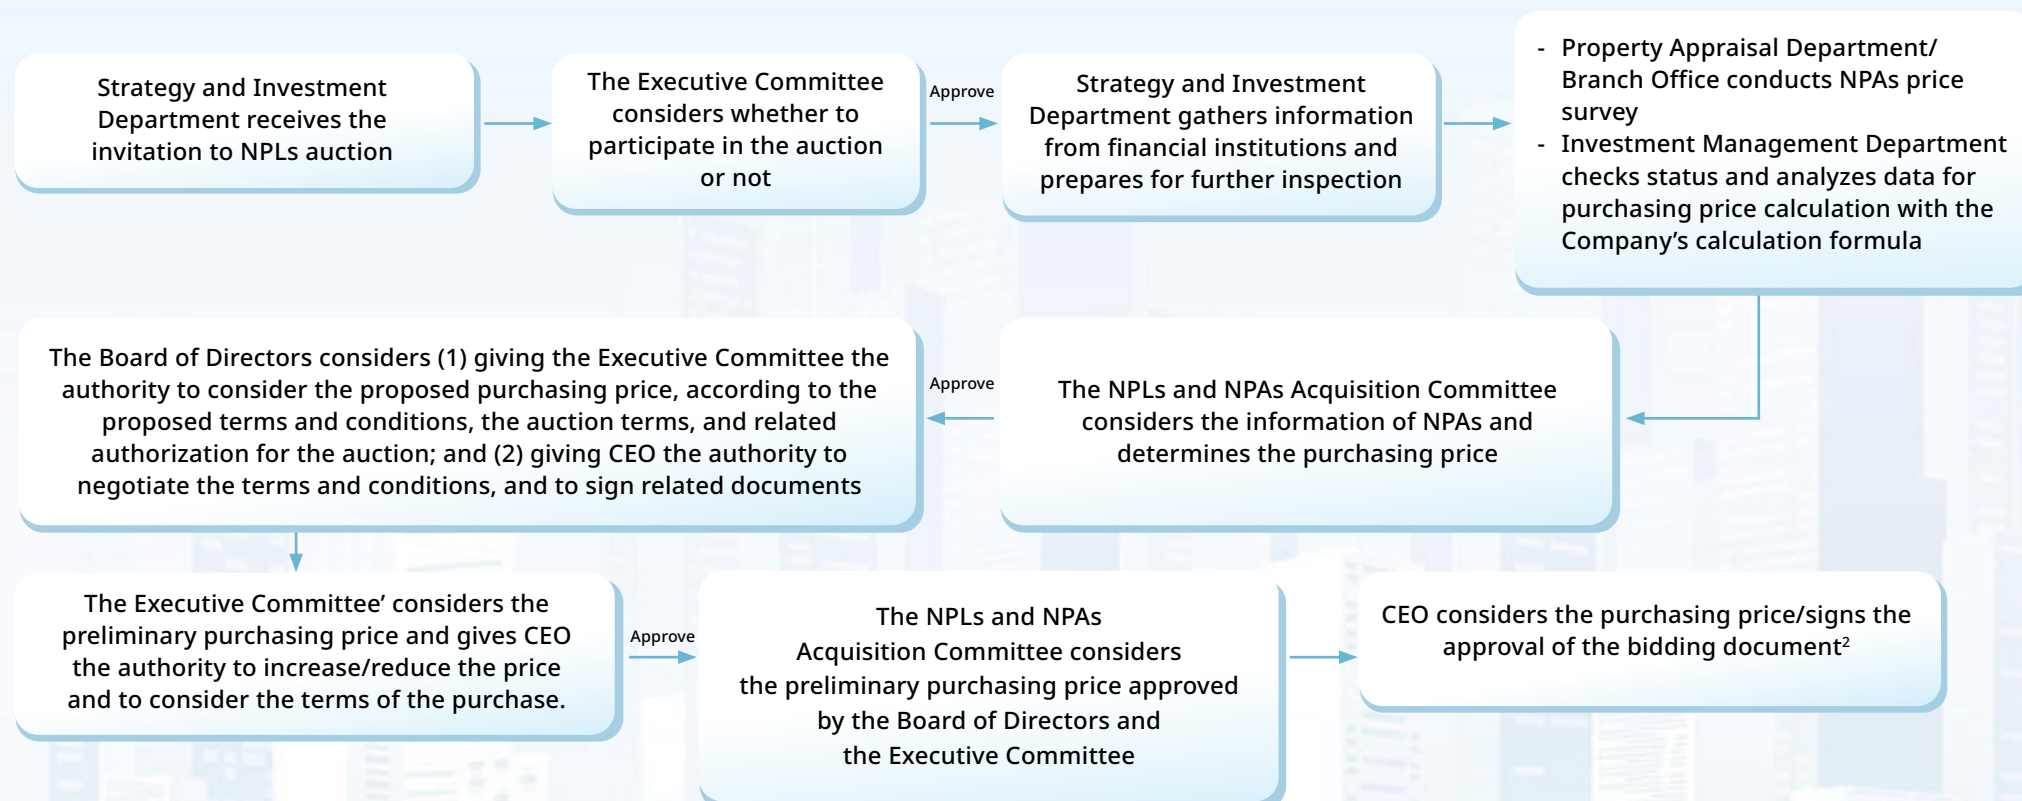 Strategy and Investment
Department receives the
invitation to NPLs auction
The Executive Committee
considers whether to
participate in the auction
or not
Approve
Strategy and Investment
Department gathers information
from financial institutions and
prepares for further inspection
- Property Appraisal Department/
Branch Office conducts NPAs price
survey
- Investment Management Department
checks status and analyzes data for
purchasing price calculation with the
Company’s calculation formula
The NPLs and NPAs Acquisition Committee
considers the information of NPAs and
determines the purchasing price
Approve
The Board of Directors considers (1) giving the Executive Committee the
authority to consider the proposed purchasing price, according to the
proposed terms and conditions, the auction terms, and related
authorization for the auction; and (2) giving CEO the authority to
negotiate the terms and conditions, and to sign related documents
The Executive Committee’ considers the
preliminary purchasing price and gives CEO
the authority to increase/reduce the price
and to consider the terms of the purchase.
Approve
The NPLs and NPAs
Acquisition Committee considers
the preliminary purchasing price approved
by the Board of Directors and
the Executive Committee
CEO considers the purchasing price/signs the
approval of the bidding document²